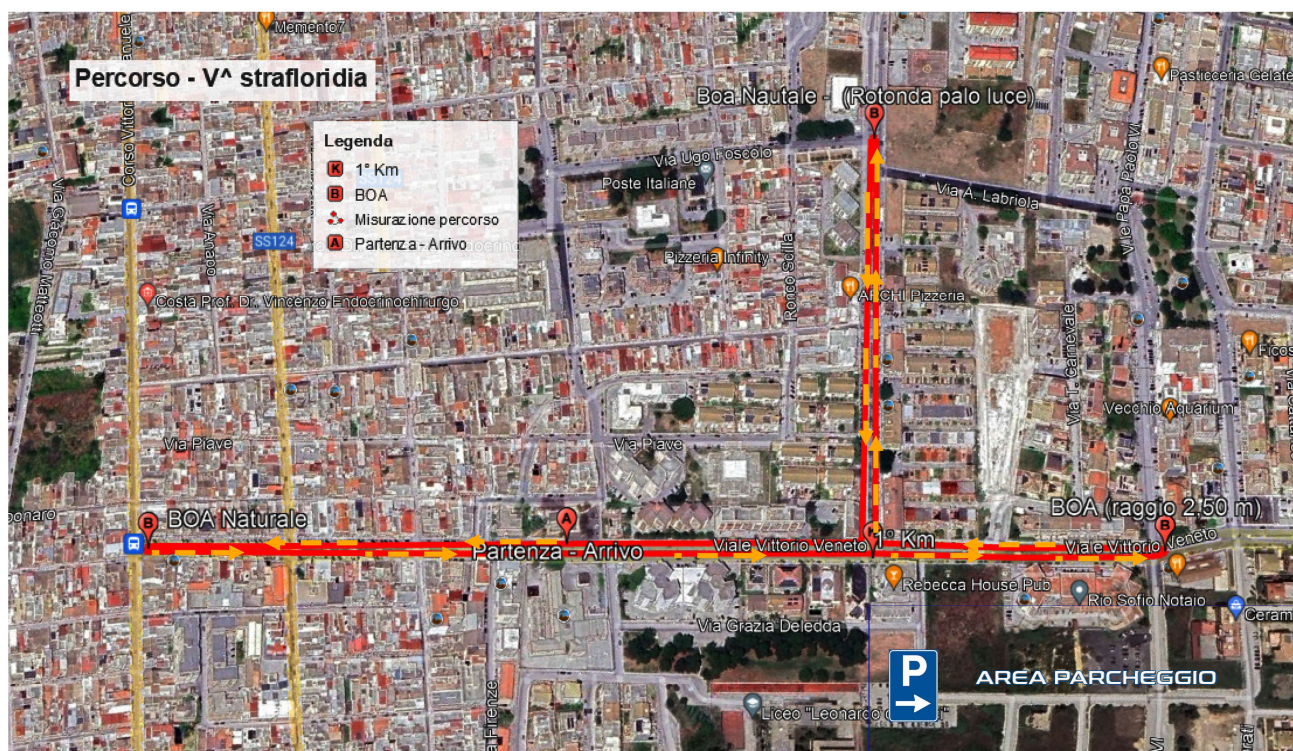 Memento7
Percorso - V^ strafloridia
Pasticceria Gelate
Boa Nautale - (Rotonda palo luce)
B
Legenda
K 1° Km
B BOA
Misurazione percorso
A Partenza - Arrivo
Via Ugo Foscolo
Poste Italiane
Via A. Labriola
Via Giacomo Matteotti
Corso Vittorio Emanuele
Via Anapo
SS124
Pizzeria Infinity
Ronco Scilla
V.le Papa Paolo VI
ARCHI Pizzeria
Costa Prof. Dr. Vincenzo Endocrinochirurgo
Via T. Carnevale
Ficos
Vecchio Aquarium
Via Piave
Via Piave
BOA (raggio 2,50 m)
B
BOA Naturale
A
B
Partenza - Arrivo
Viale Vittorio Veneto
1° Km
Viale Vittorio Veneto
Rebecca House Pub
Rio Sofio Notaio
Ceram
Via Grazia Deledda
P
AREA PARCHEGGIO
a Firenze
Liceo "Leonardo